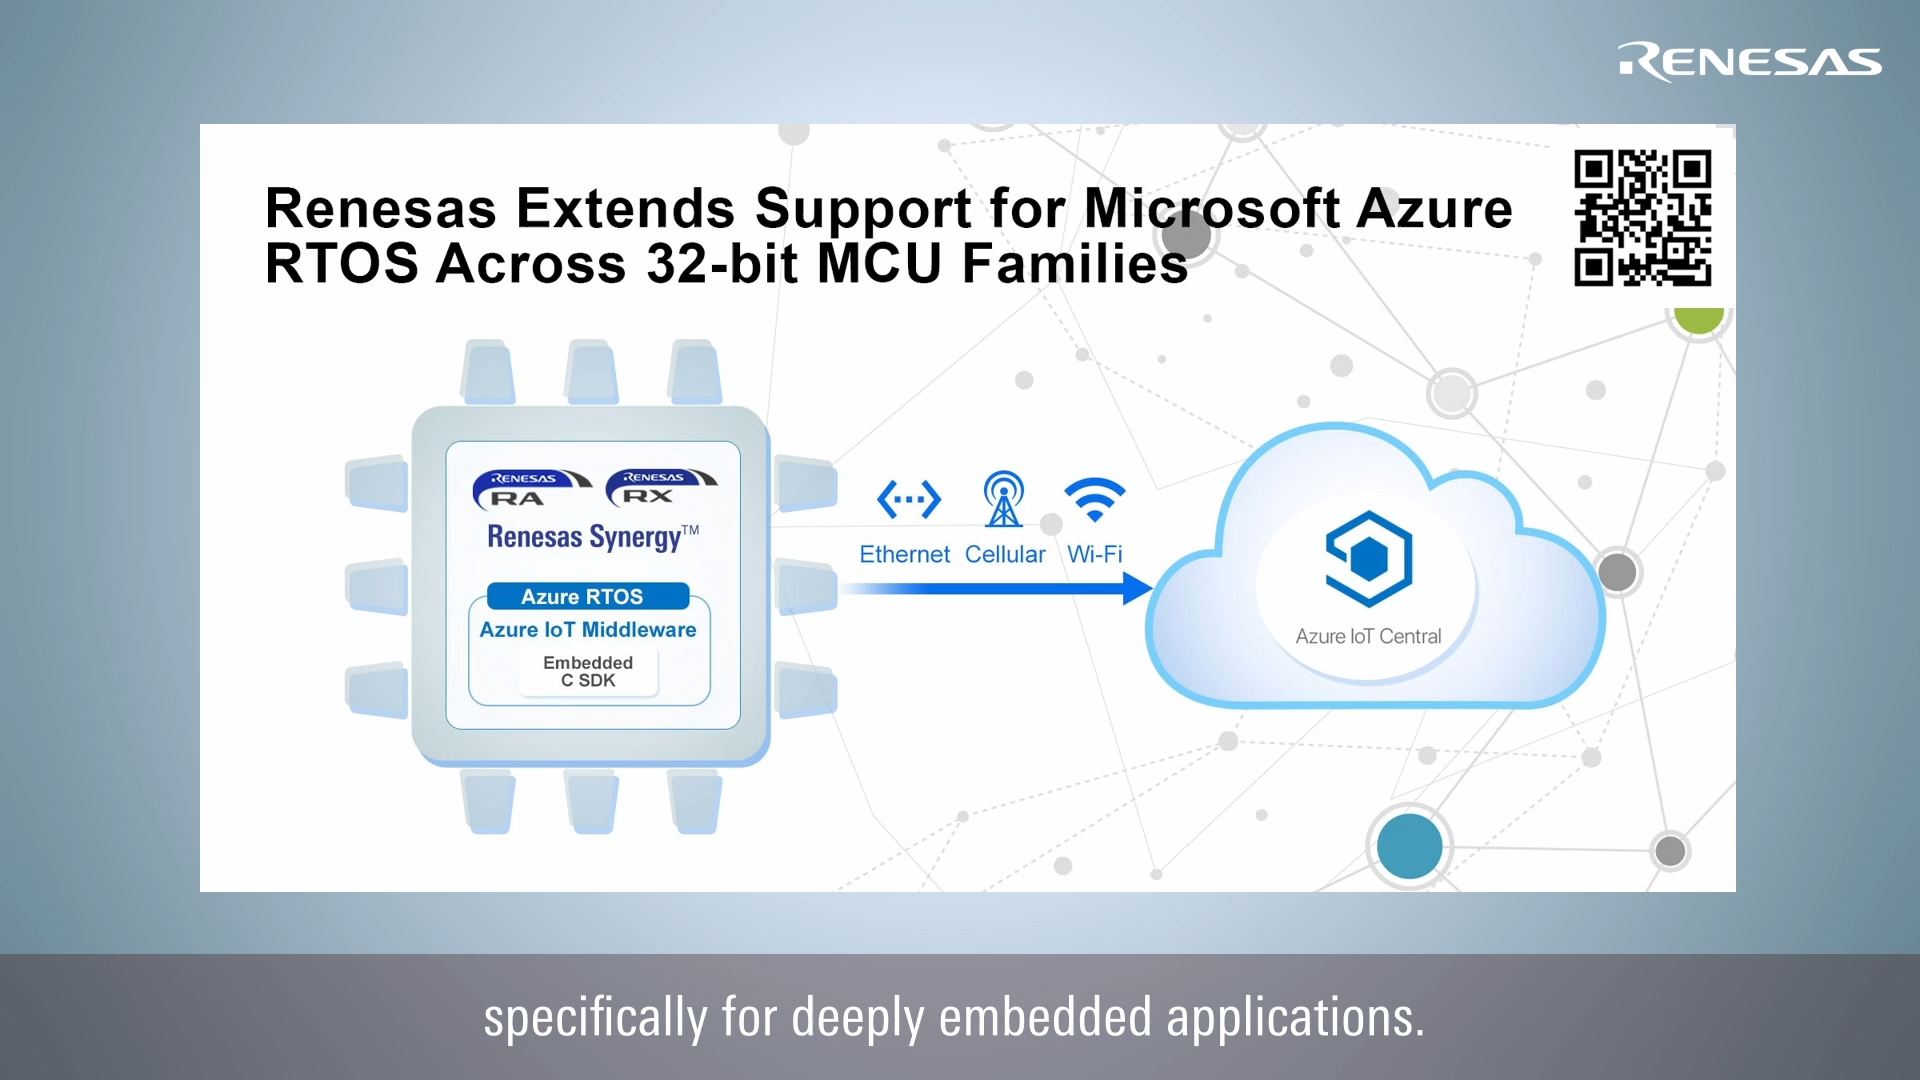 RENESAS
Renesas Extends Support for Microsoft Azure
RTOS Across 32-bit MCU Families
RENESAS
RA
RENESAS
RX
Renesas Synergy™
Azure RTOS
Azure IoT Middleware
Embedded
C SDK
Ethernet Cellular Wi-Fi
Azure IoT Central
specifically for deeply embedded applications.